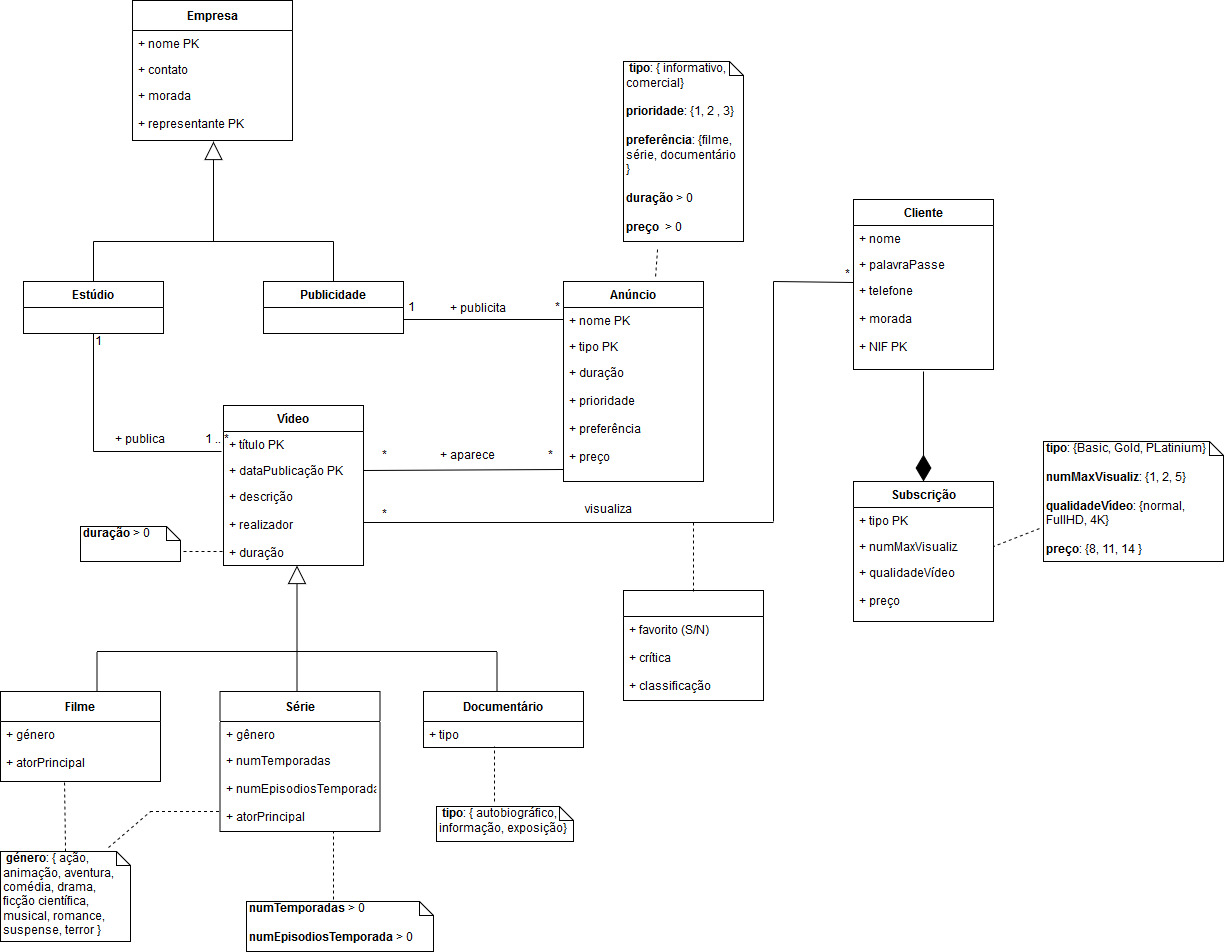 Empresa
+ nome PK
+ contato
+ morada
+ representante PK
tipo: { informativo,
comercial}
prioridade: {1, 2 , 3}
preferência: {filme,
série, documentário
}
duração > 0
preço  > 0
Cliente
+ nome
+ palavraPasse
+ telefone
+ morada
+ NIF PK
*
Estúdio
1
Publicidade
1
+ publicita
*
Anúncio
+ nome PK
+ tipo PK
+ duração
+ prioridade
+ preferência
+ preço
+ publica
1 .. *
Vídeo
+ título PK
+ dataPublicação PK
+ descrição
+ realizador
+ duração
*
+ aparece
*
*
visualiza
duração > 0
Subscrição
+ tipo PK
+ numMaxVisualiz
+ qualidadeVídeo
+ preço
tipo: {Basic, Gold, PLatinium}
numMaxVisualiz: {1, 2, 5}
qualidadeVídeo: {normal,
FullHD, 4K}
preço: {8, 11, 14 }
+ favorito (S/N)
+ crítica
+ classificação
Filme
+ género
+ atorPrincipal
Série
+ gênero
+ numTemporadas
+ numEpisodiosTemporada
+ atorPrincipal
Documentário
+ tipo
tipo: { autobiográfico,
informação, exposição}
género: { ação,
animação, aventura,
comédia, drama,
ficção científica,
musical, romance,
suspense, terror }
numTemporadas > 0
numEpisodiosTemporada > 0